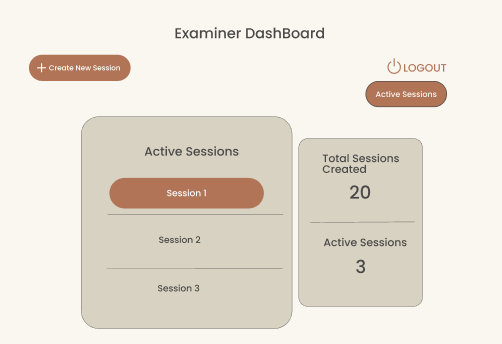 Examiner DashBoard
+ Create New Session
LOGOUT
Active Sessions
Active Sessions
Session 1
Session 2
Session 3
Total Sessions
Created
20
Active Sessions
3